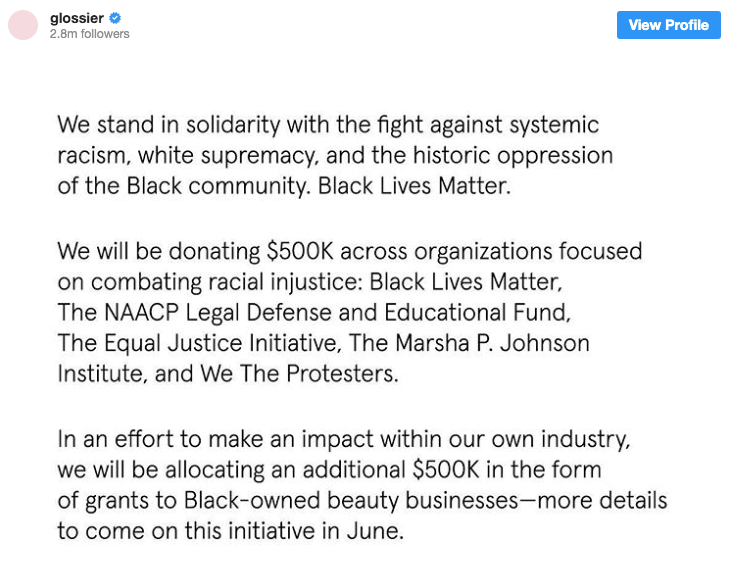 glossier
2.8m followers
View Profile
We stand in solidarity with the fight against systemic
racism, white supremacy, and the historic oppression
of the Black community. Black Lives Matter.
We will be donating $500K across organizations focused
on combating racial injustice: Black Lives Matter,
The NAACP Legal Defense and Educational Fund,
The Equal Justice Initiative, The Marsha P. Johnson
Institute, and We The Protesters.
In an effort to make an impact within our own industry,
we will be allocating an additional $500K in the form
of grants to Black-owned beauty businesses—more details
to come on this initiative in June.